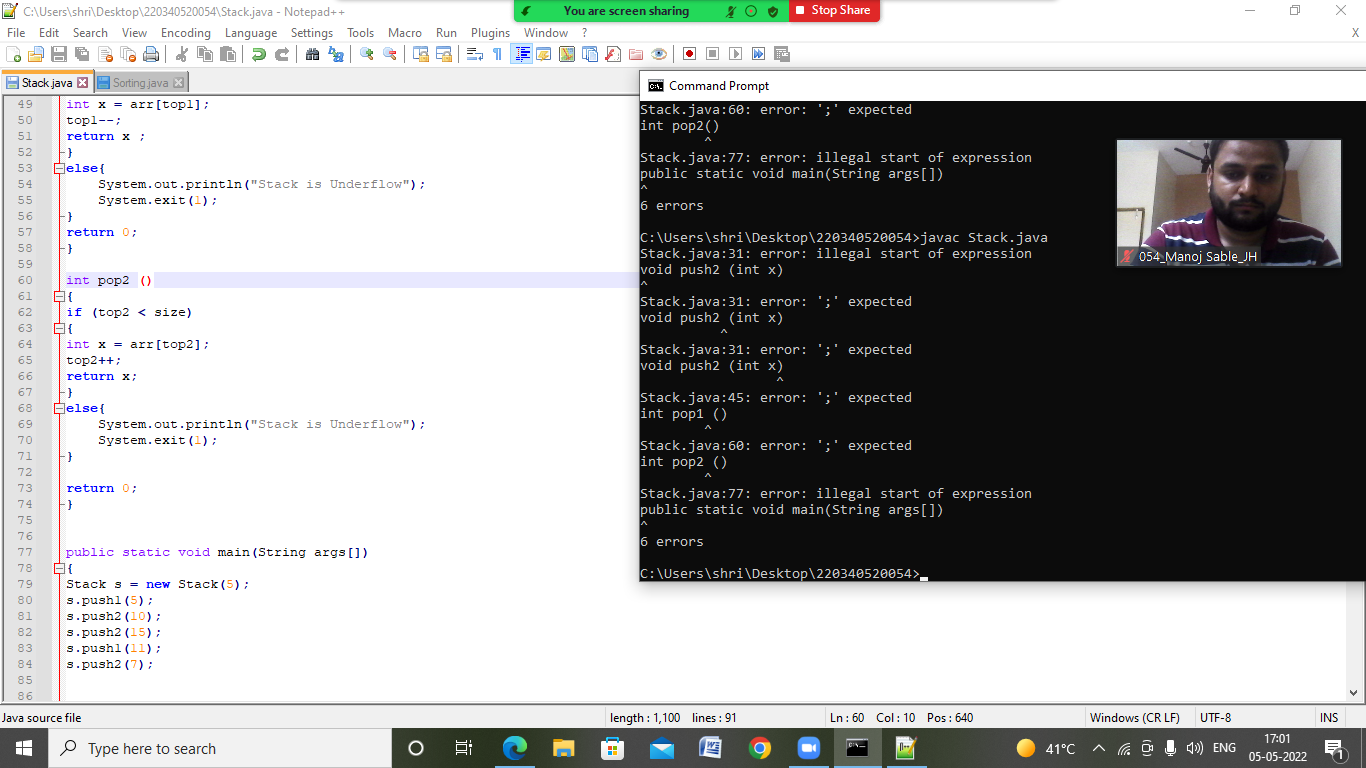 C:\Users\shri\Desktop\220340520054\Stack.java - Notepad++
You are screen sharing
Stop Share
File Edit Search View Encoding Language Settings Tools Macro Run Plugins Window ? X
Stack.java Sorting.java
49 int x = arr[top1];
50 top1--;
51 return x ;
52 }
53 else{
54 System.out.println("Stack is Underflow");
55 System.exit(1);
56 }
57 return 0;
58 }
59
60 int pop2 ()
61 {
62 if (top2 < size)
63 {
64 int x = arr[top2];
65 top2++;
66 return x;
67 }
68 else{
69 System.out.println("Stack is Underflow");
70 System.exit(1);
71 }
72
73 return 0;
74 }
75
76
77 public static void main(String args[])
78 {
79 Stack s = new Stack(5);
80 s.push1(5);
81 s.push2(10);
82 s.push2(15);
83 s.push1(11);
84 s.push2(7);
85
86
Command Prompt
Stack.java:60: error: ';' expected
int pop2()
^
Stack.java:77: error: illegal start of expression
public static void main(String args[])
^
6 errors
C:\Users\shri\Desktop\220340520054>javac Stack.java
Stack.java:31: error: illegal start of expression
void push2 (int x)
^
Stack.java:31: error: ';' expected
void push2 (int x)
^
Stack.java:31: error: ';' expected
void push2 (int x)
^
Stack.java:45: error: ';' expected
int pop1 ()
^
Stack.java:60: error: ';' expected
int pop2 ()
^
Stack.java:77: error: illegal start of expression
public static void main(String args[])
^
6 errors
C:\Users\shri\Desktop\220340520054>
054_Manoj Sable_JH
Java source file length : 1,100 lines : 91 Ln : 60 Col : 10 Pos : 640 Windows (CR LF) UTF-8 INS
Type here to search
41°C ENG 17:01
05-05-2022
1